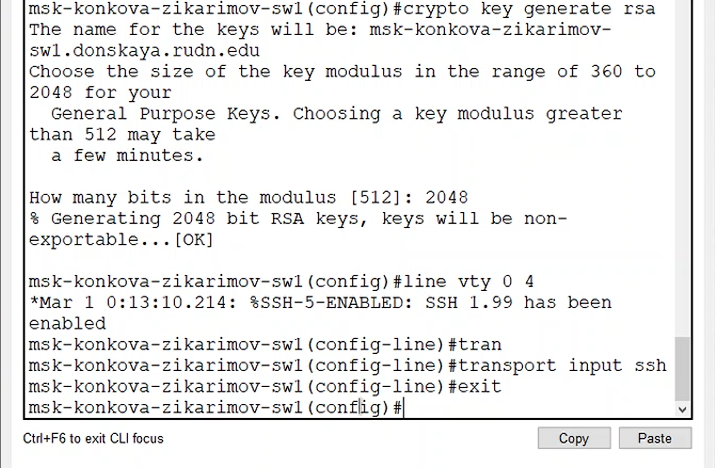 msk-konkova-zikarimov-sw1(config)#crypto key generate rsa
The name for the keys will be: msk-konkova-zikarimov-
sw1.donskaya.rudn.edu
Choose the size of the key modulus in the range of 360 to
2048 for your
  General Purpose Keys. Choosing a key modulus greater
than 512 may take
  a few minutes.

How many bits in the modulus [512]: 2048
% Generating 2048 bit RSA keys, keys will be non-
exportable...[OK]

msk-konkova-zikarimov-sw1(config)#line vty 0 4
*Mar 1 0:13:10.214: %SSH-5-ENABLED: SSH 1.99 has been
enabled
msk-konkova-zikarimov-sw1(config-line)#tran
msk-konkova-zikarimov-sw1(config-line)#transport input ssh
msk-konkova-zikarimov-sw1(config-line)#exit
msk-konkova-zikarimov-sw1(config)#
Ctrl+F6 to exit CLI focus
Copy
Paste